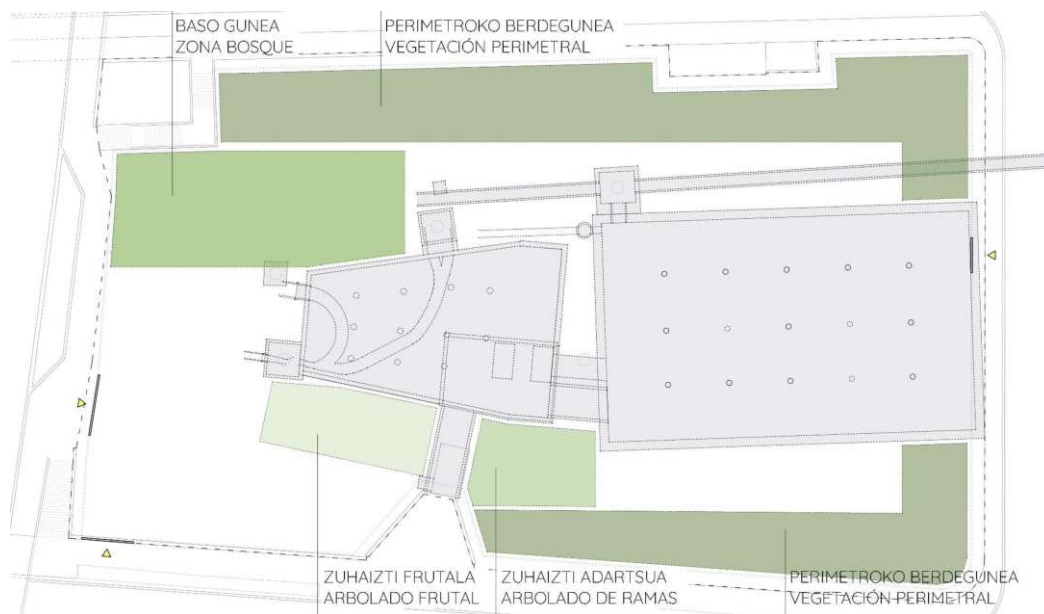 BASO GUNEA
ZONA BOSQUE
PERIMETROKO BERDEGUNEA
VEGETACIÓN PERIMETRAL
ZUHAIZTI FRUTALA
ARBOLADO FRUTAL
ZUHAIZTI ADARTSUA
ARBOLADO DE RAMAS
PERIMETROKO BERDEGUNEA
VEGETACIÓN PERIMETRAL